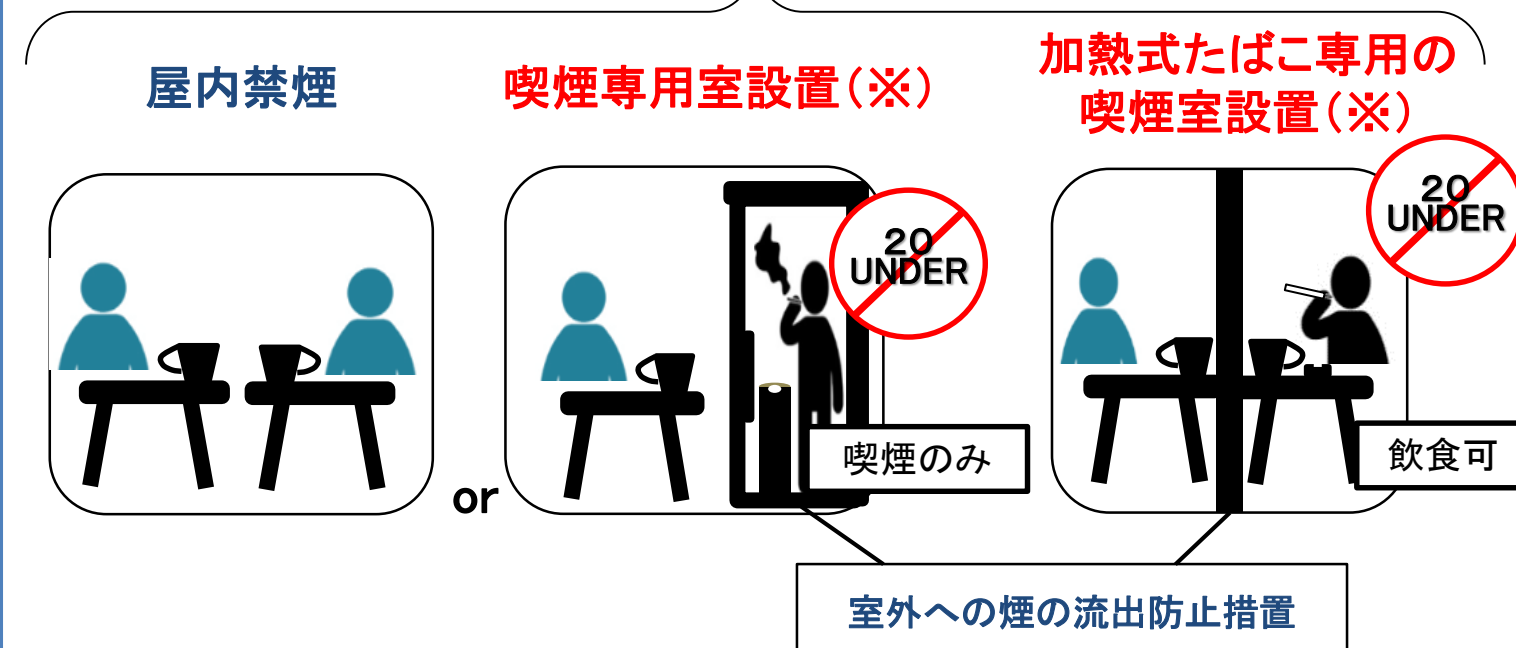 屋内禁煙
喫煙専用室設置(※)
加熱式たばこ専用の
喫煙室設置(※)
20
UNDER
20
UNDER
喫煙のみ
飲食可
or
室外への煙の流出防止措置